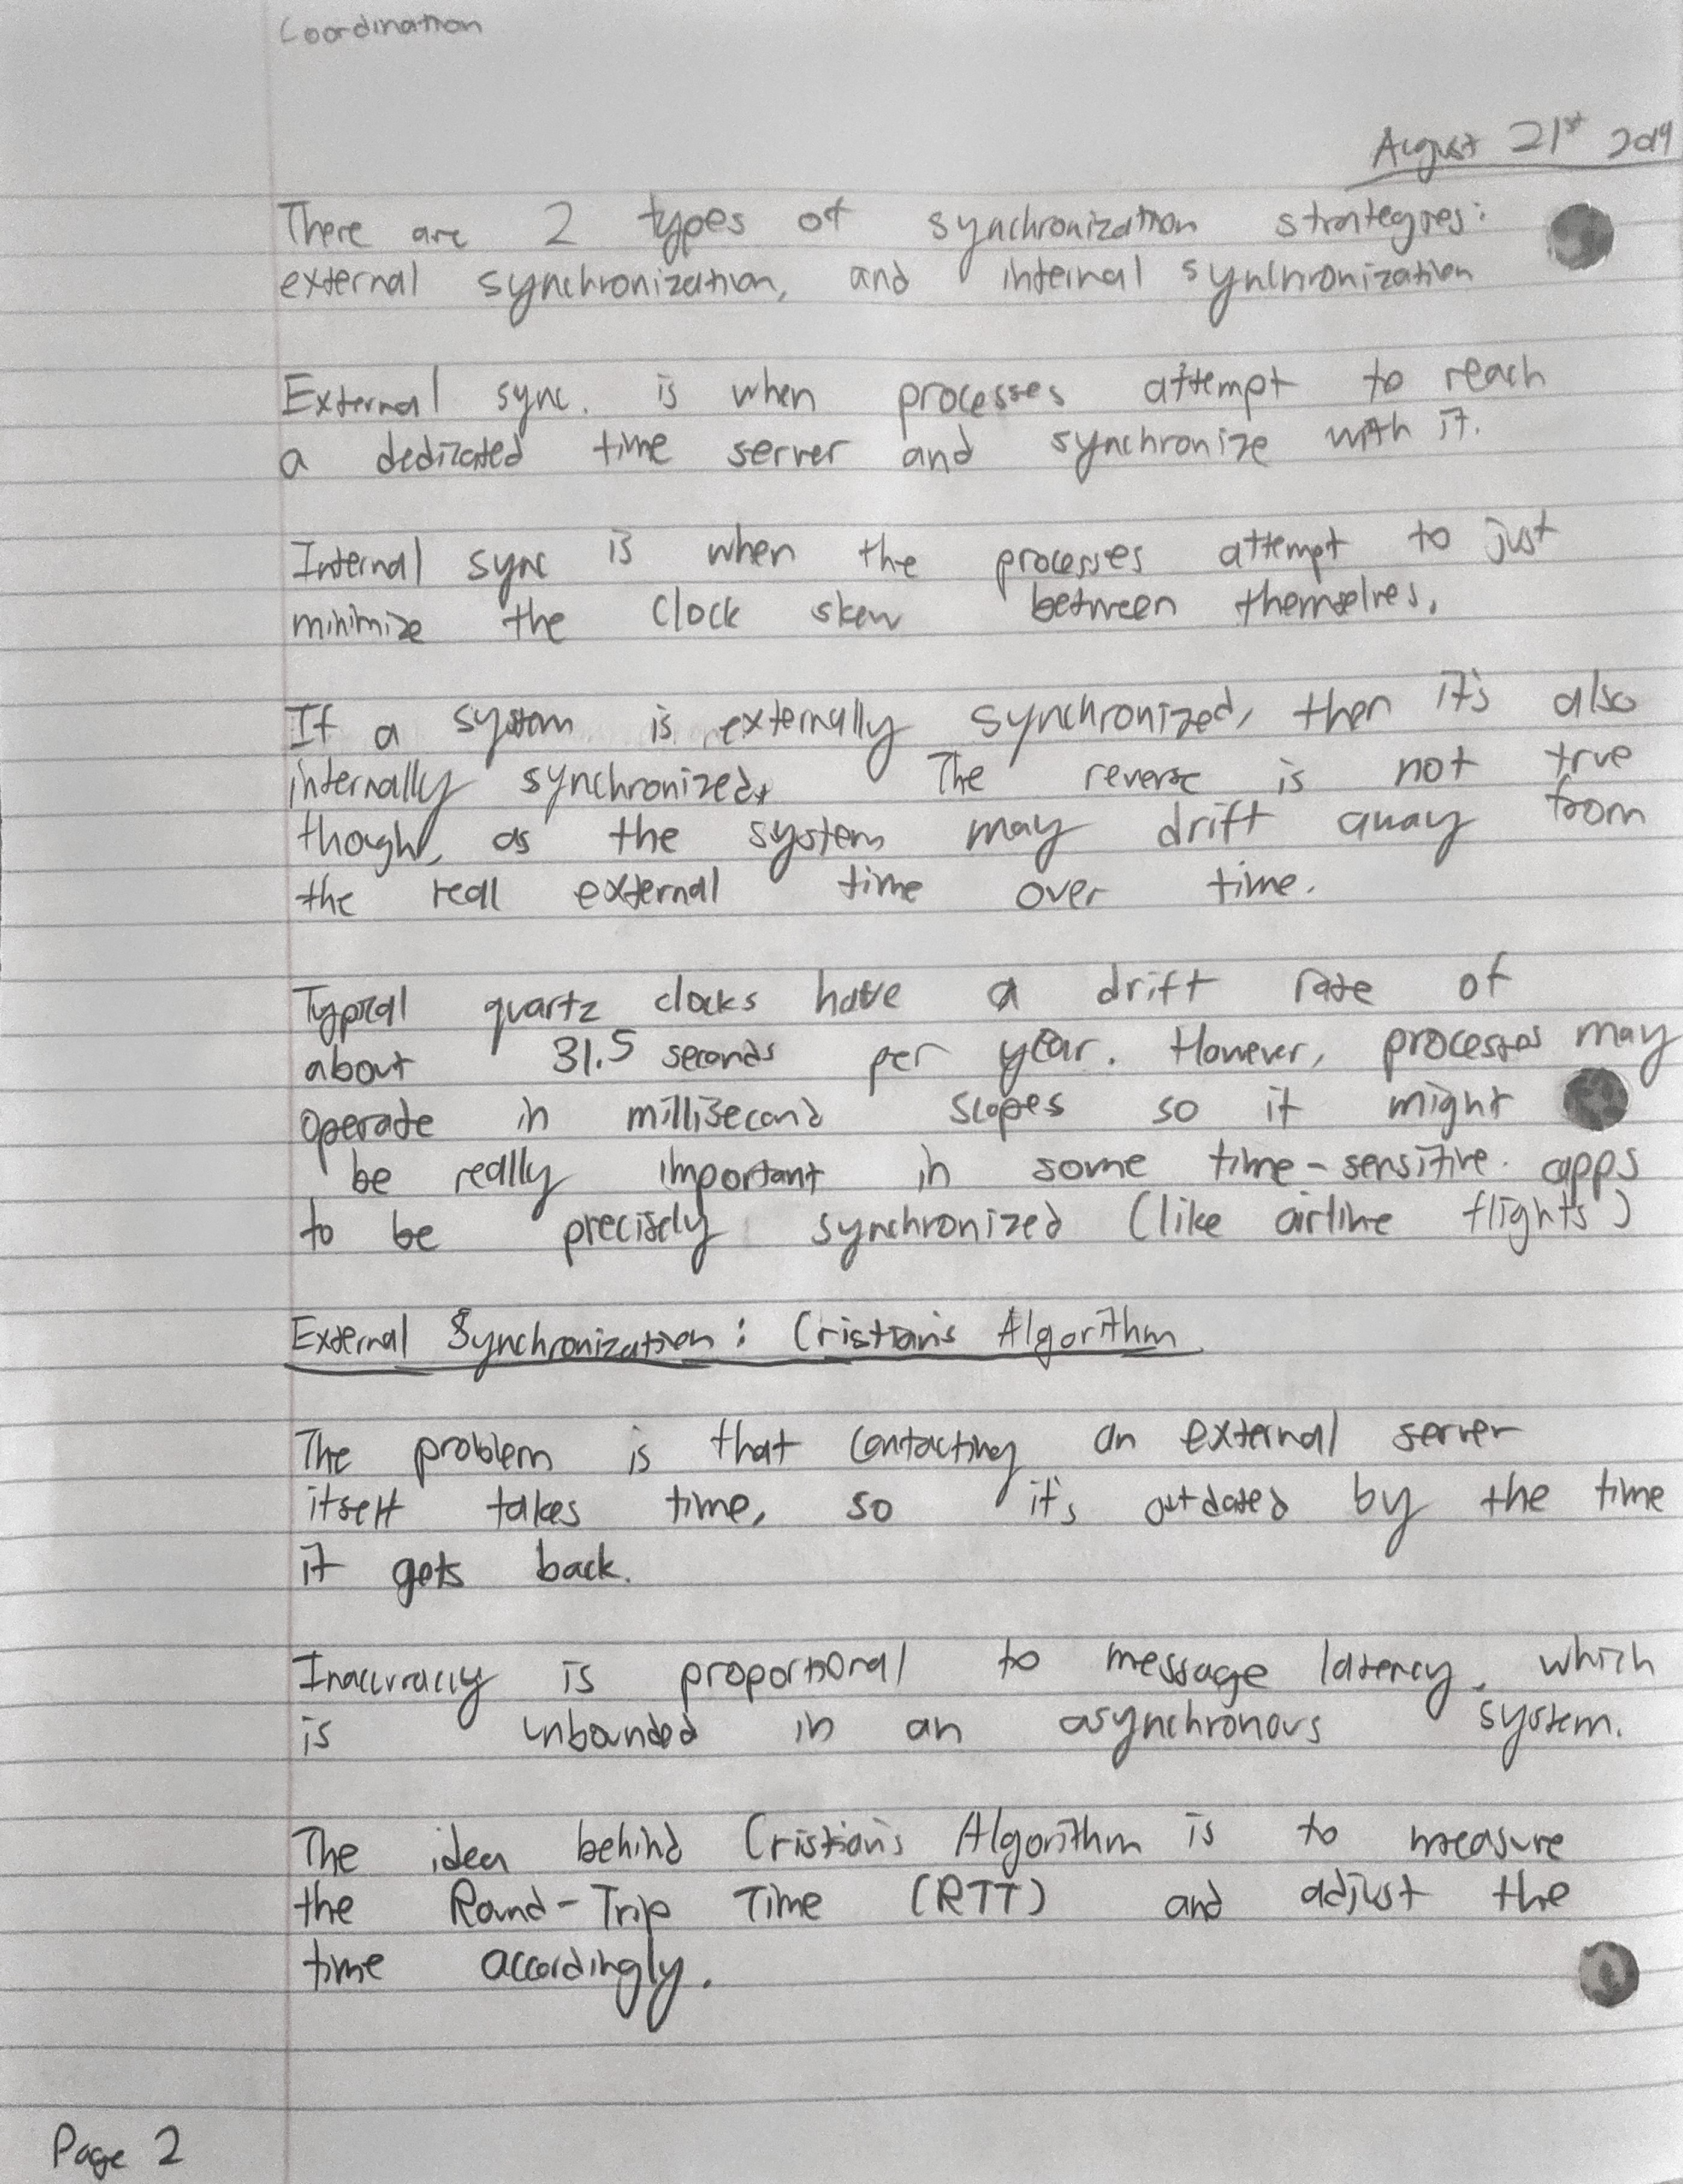 Coordination
August 21st 2019
There are 2 types of synchronization strategies:
external synchronization, and internal synchronization
External sync. is when processes attempt to reach
a dedicated time server and synchronize with it.
Internal sync is when the processes attempt to just
minimize the clock skew between themselves.
If a system is externally synchronized, then it's also
internally synchronized. The reverse is not true
though, as the system may drift away from
the real external time over time.
Typical quartz clocks have a drift rate of
about 31.5 seconds per year. However, processes may
operate in millisecond scopes so it might
be really important in some time-sensitive apps
to be precisely synchronized (like airline flights)
External Synchronization: Cristian's Algorithm
The problem is that contacting an external server
itself takes time, so it's outdated by the time
it gets back.
Inaccuracy is proportional to message latency, which
is unbounded in an asynchronous system.
The idea behind Cristian's Algorithm is to measure
the Round-Trip Time (RTT) and adjust the
time accordingly.
Page 2